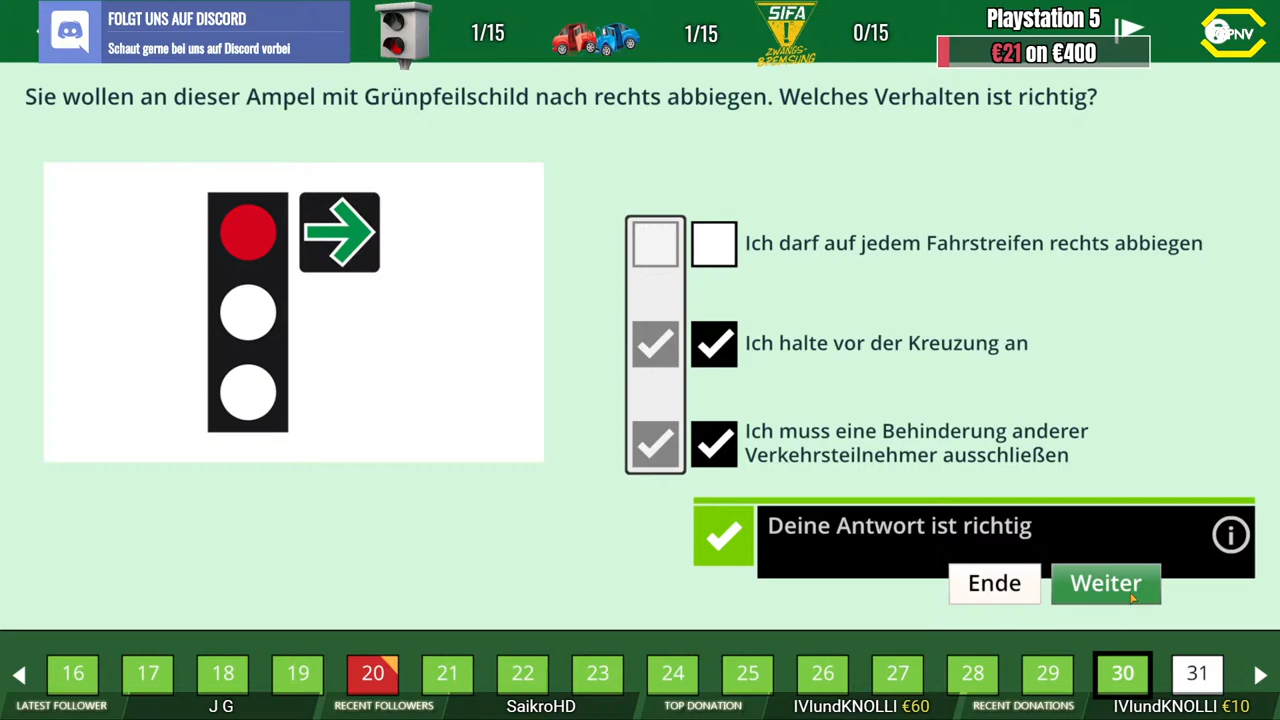 FOLGT UNS AUF DISCORD
Schaut gerne bei uns auf Discord vorbei
1/15
1/15
SIFA
ZWANGS-
BREMSUNG
0/15
Playstation 5
€21 on €400
ÖPNV
Sie wollen an dieser Ampel mit Grünpfeilschild nach rechts abbiegen. Welches Verhalten ist richtig?
Ich darf auf jedem Fahrstreifen rechts abbiegen
Ich halte vor der Kreuzung an
Ich muss eine Behinderung anderer
Verkehrsteilnehmer ausschließen
Deine Antwort ist richtig
Ende
Weiter
16 17 18 19 20 21 22 23 24 25 26 27 28 29 30 31
LATEST FOLLOWER J G RECENT FOLLOWERS SaikroHD TOP DONATION IVIundKNOLLI €60 RECENT DONATIONS IVIundKNOLLI €10